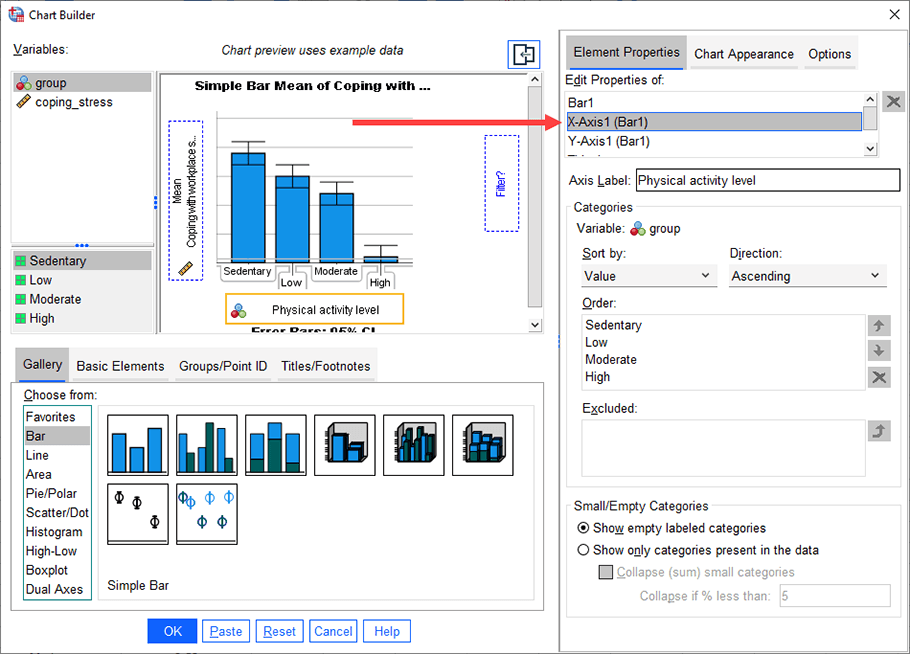 Chart Builder
Variables:
Chart preview uses example data
group
coping_stress
Sedentary
Low
Moderate
High
Simple Bar Mean of Coping with ...
Mean
Coping with workplace s...
Filter?
Sedentary
Low
Moderate
High
Physical activity level
Error Bars: 95% CI
Gallery
Basic Elements
Groups/Point ID
Titles/Footnotes
Choose from:
Favorites
Bar
Line
Area
Pie/Polar
Scatter/Dot
Histogram
High-Low
Boxplot
Dual Axes
Simple Bar
OK
Paste
Reset
Cancel
Help
Element Properties
Chart Appearance
Options
Edit Properties of:
Bar1
X-Axis1 (Bar1)
Y-Axis1 (Bar1)
Axis Label: Physical activity level
Categories
Variable: group
Sort by:
Direction:
Value
Ascending
Order:
Sedentary
Low
Moderate
High
Excluded:
Small/Empty Categories
Show empty labeled categories
Show only categories present in the data
Collapse (sum) small categories
Collapse if % less than: 5